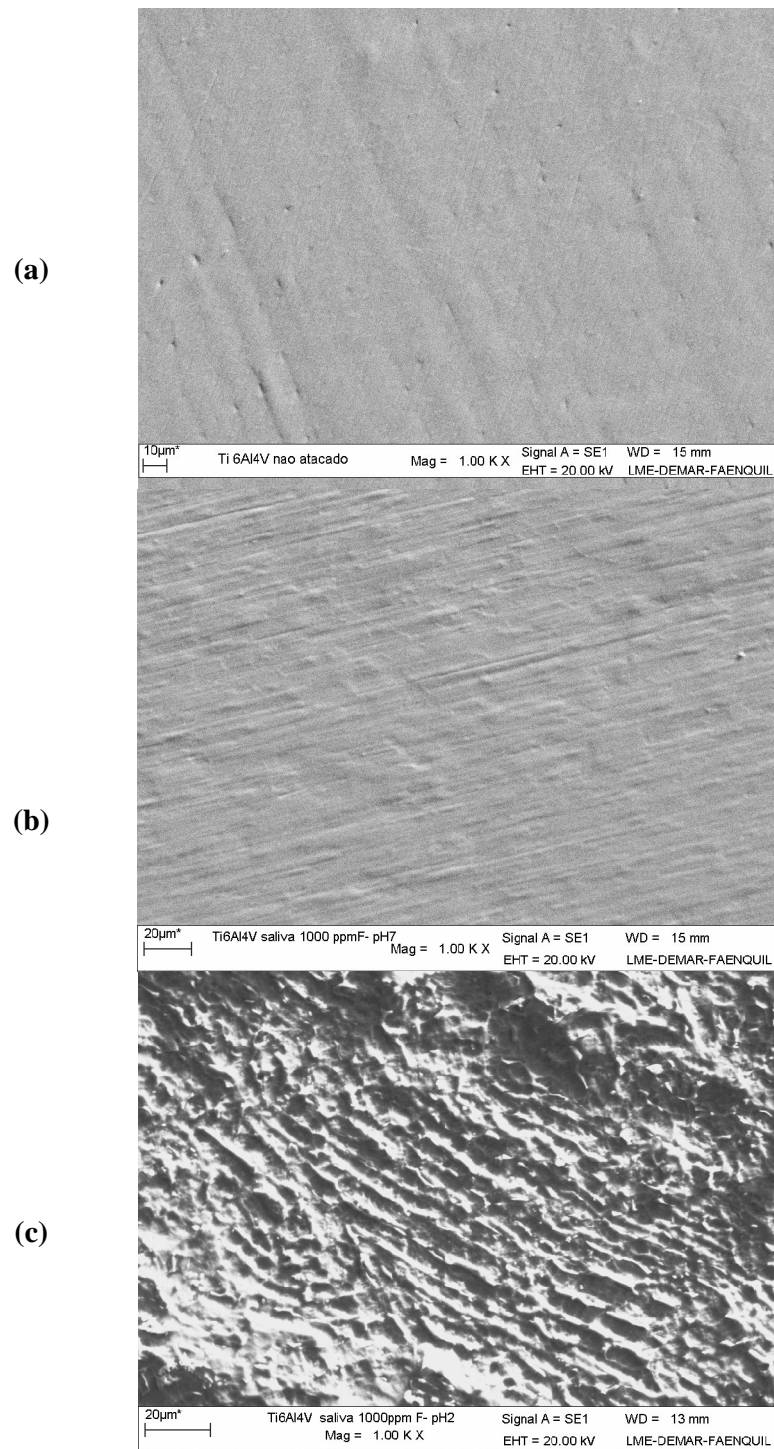 (a)
10µm*
Ti 6Al4V nao atacado
Mag = 1.00 K X
Signal A = SE1 WD = 15 mm
EHT = 20.00 kV LME-DEMAR-FAENQUIL
(b)
20µm*
Ti6Al4V saliva 1000 ppmF- pH7
Mag = 1.00 K X
Signal A = SE1 WD = 15 mm
EHT = 20.00 kV LME-DEMAR-FAENQUIL
(c)
20µm*
Ti6Al4V saliva 1000ppm F- pH2
Mag = 1.00 K X
Signal A = SE1 WD = 13 mm
EHT = 20.00 kV LME-DEMAR-FAENQUIL